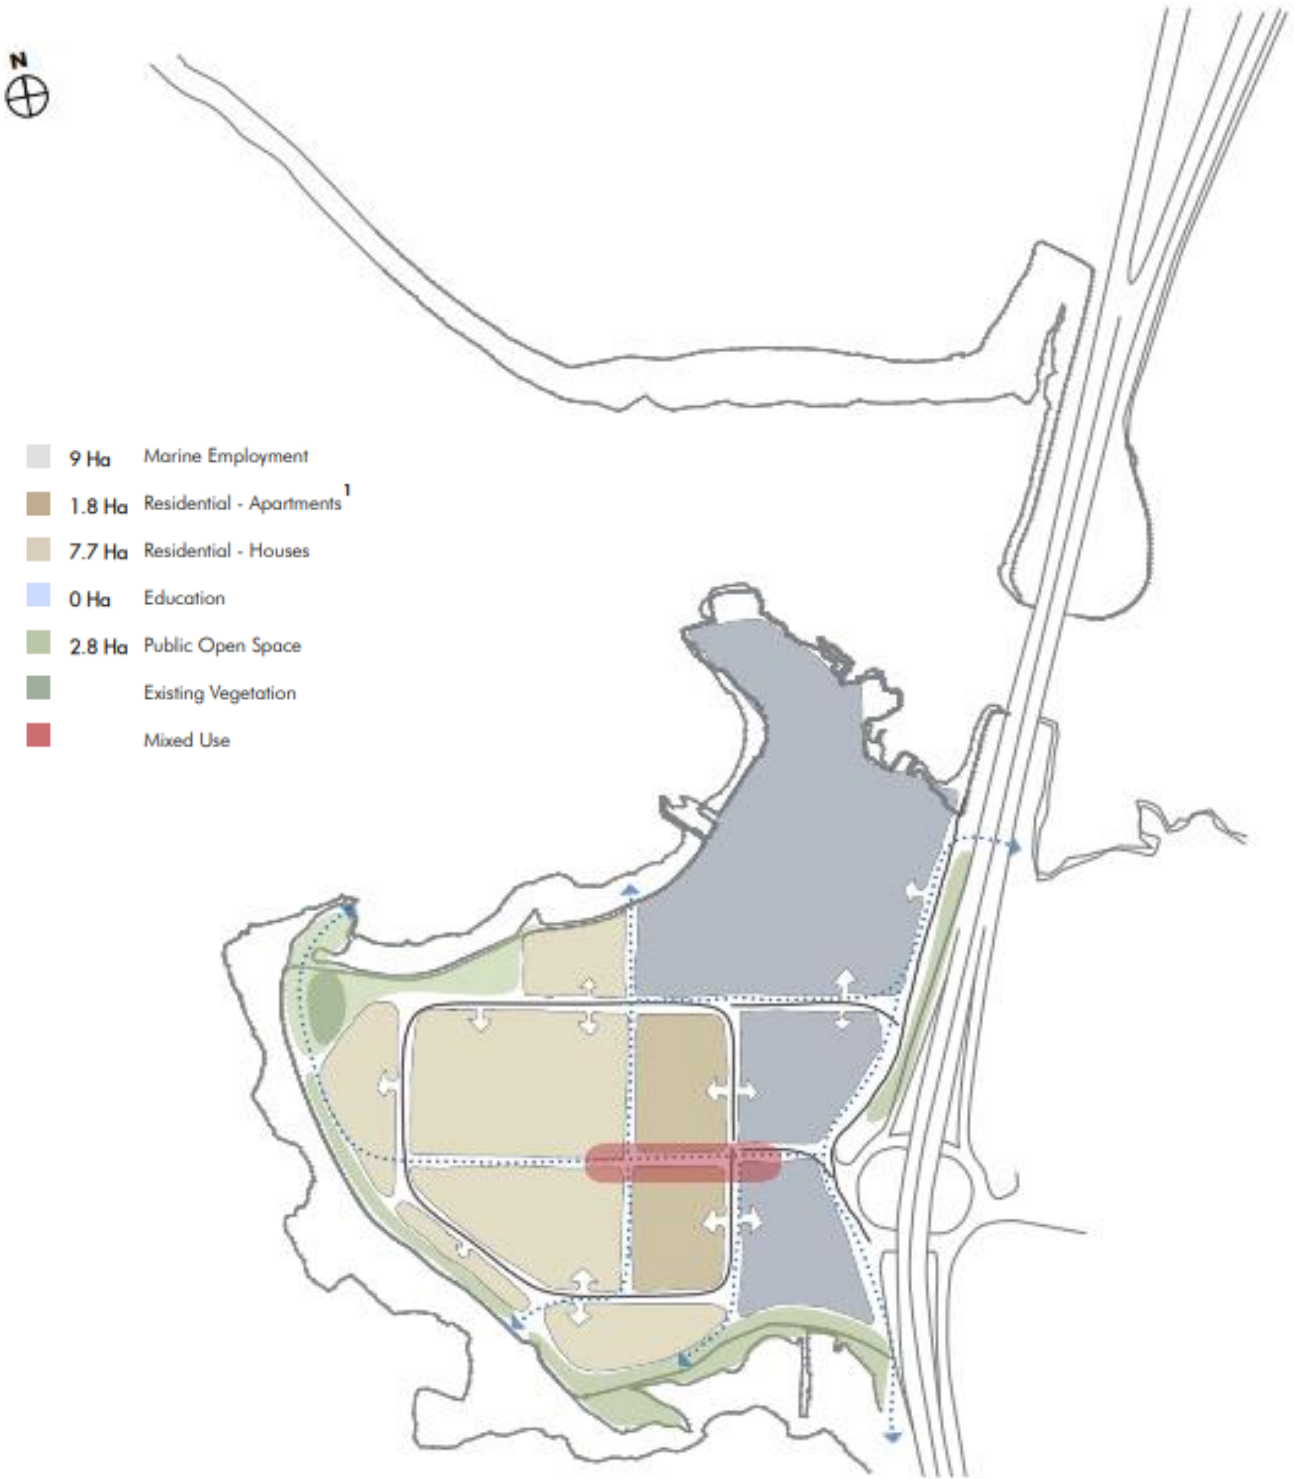 N
9 Ha Marine Employment
1.8 Ha Residential - Apartments1
7.7 Ha Residential - Houses
0 Ha Education
2.8 Ha Public Open Space
Existing Vegetation
Mixed Use